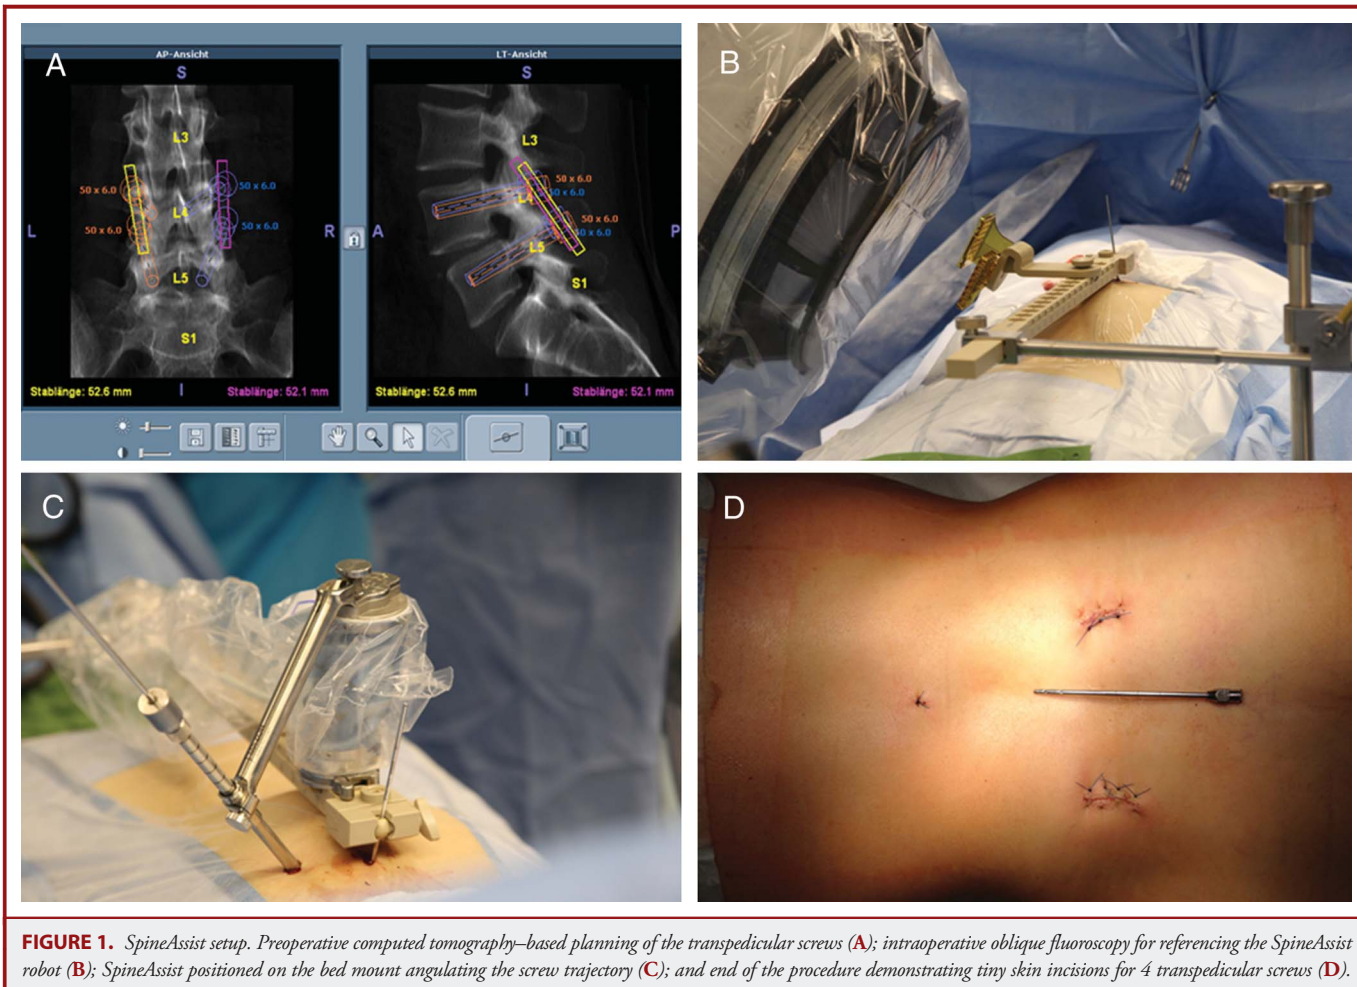 A
AP-Ansicht
S
L3
50 x 6.0
50 x 6.0
L4
50 x 6.0
50 x 6.0
L
R
L5
S1
Stablänge: 52.6 mm
I
Stablänge: 52.1 mm
LT-Ansicht
S
L3
50 x 6.0
50 x 6.0
L4
50 x 6.0
A
P
L5
S1
Stablänge: 52.6 mm
I
Stablänge: 52.1 mm
B
C
D
FIGURE 1. SpineAssist setup. Preoperative computed tomography–based planning of the transpedicular screws (A); intraoperative oblique fluoroscopy for referencing the SpineAssist
robot (B); SpineAssist positioned on the bed mount angulating the screw trajectory (C); and end of the procedure demonstrating tiny skin incisions for 4 transpedicular screws (D).